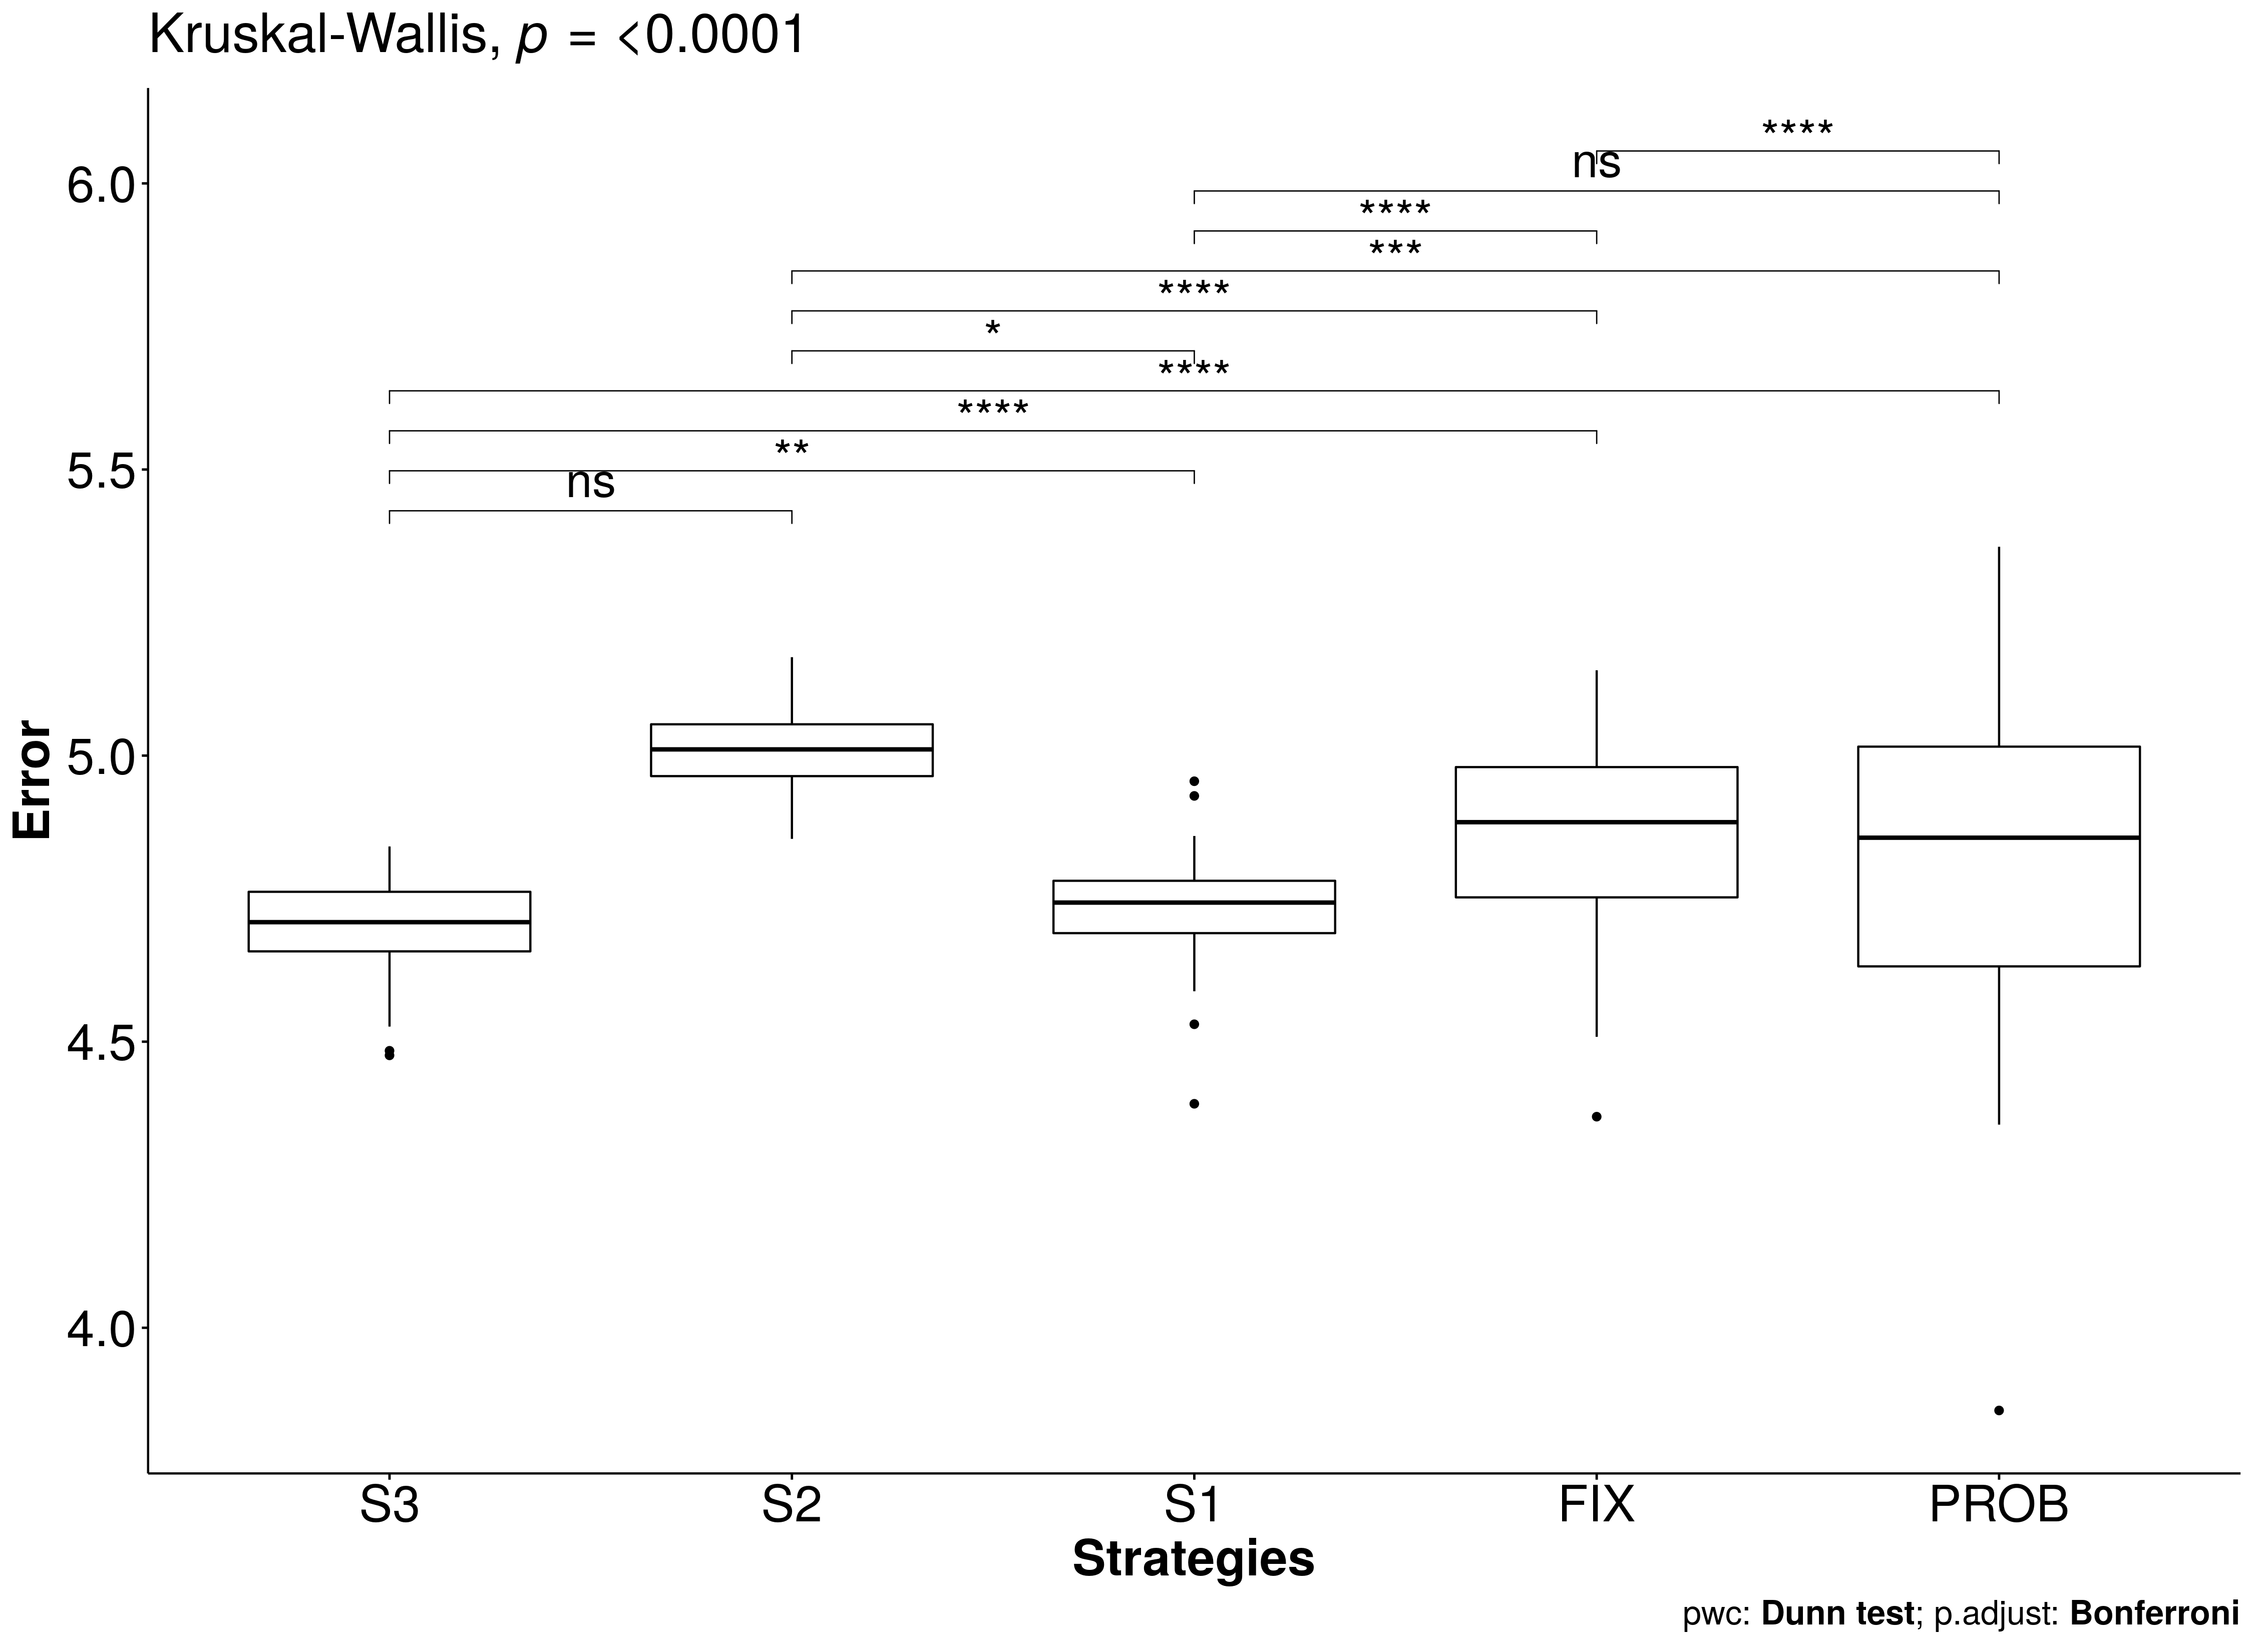 Kruskal-Wallis, p = <0.0001
****
ns
6.0
****
***
****
*
****
****
**
5.5
ns
Error
5.0
4.5
4.0
S3 S2 S1 FIX PROB
Strategies
pwc: Dunn test; p.adjust: Bonferroni